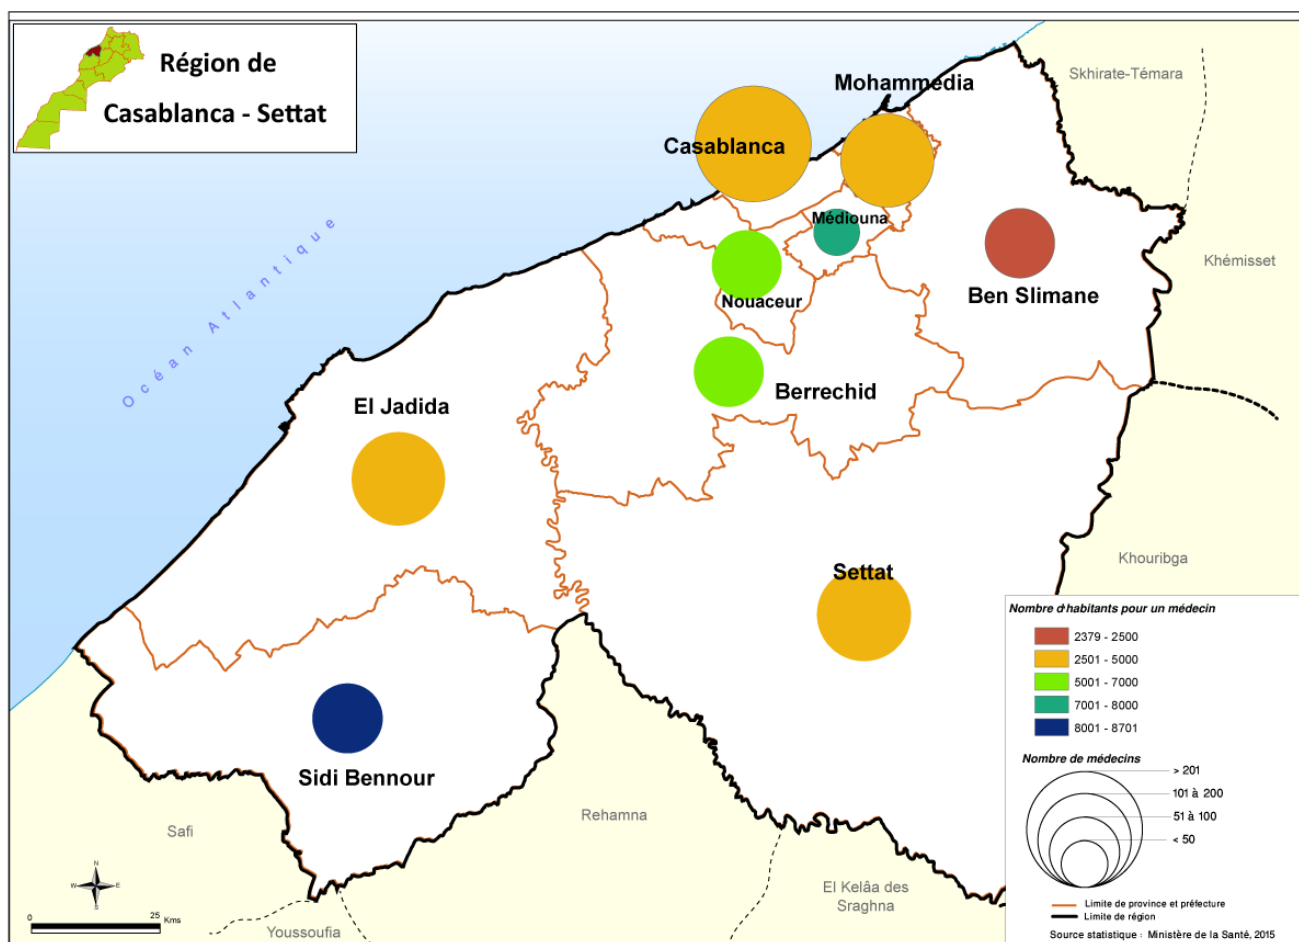 Région de
Casablanca - Settat
Skhirate-Témara
Mohammedia
Casablanca
Médiouna
Khémisset
Océan Atlantique
Ben Slimane
Nouaceur
Berrechid
El Jadida
Khouribga
Settat
Sidi Bennour
Safi
Rehamna
El Kelâa des
Sraghna
Youssoufia
N
W
E
S
0
25
Kms
Nombre d'habitants pour un médecin
2379 - 2500
2501 - 5000
5001 - 7000
7001 - 8000
8001 - 8701
Nombre de médecins
> 201
101 à 200
51 à 100
< 50
Limite de province et préfecture
Limite de région
Source statistique : Ministère de la Santé, 2015